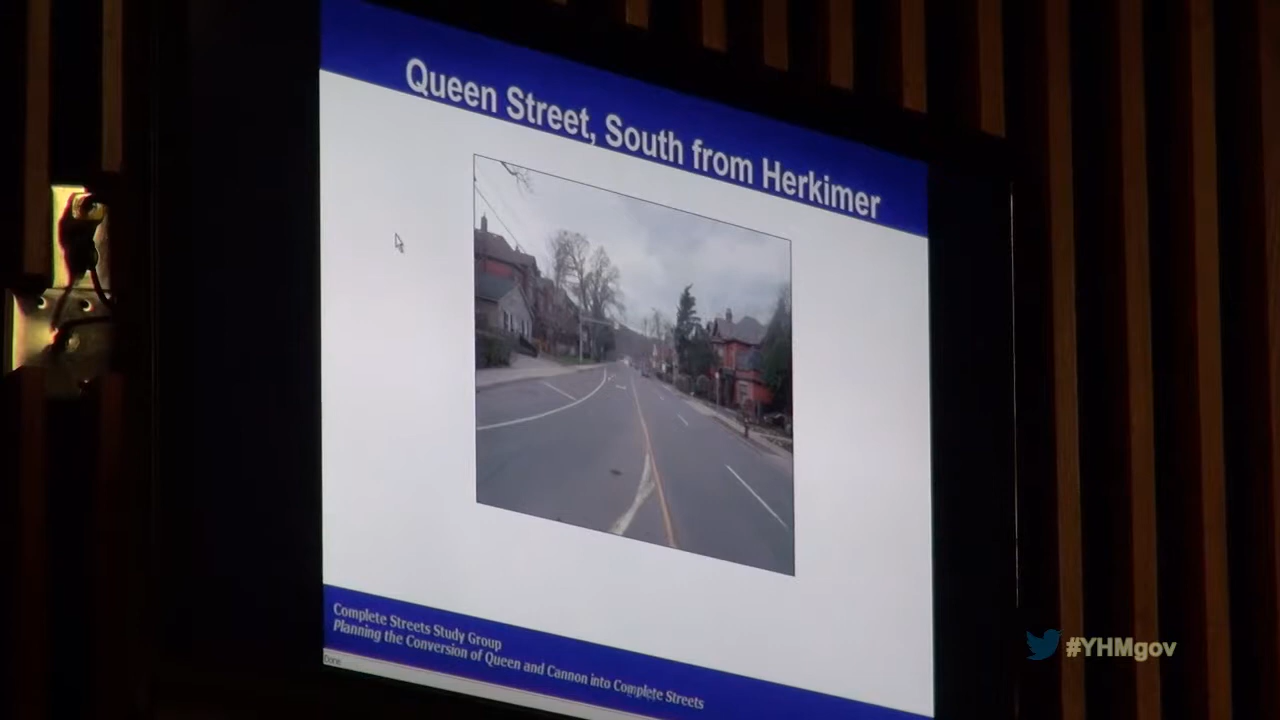 Queen Street, South from Herkimer
Complete Streets Study Group
Planning the Conversion of Queen and Cannon into Complete Streets
Done
#YHMgov